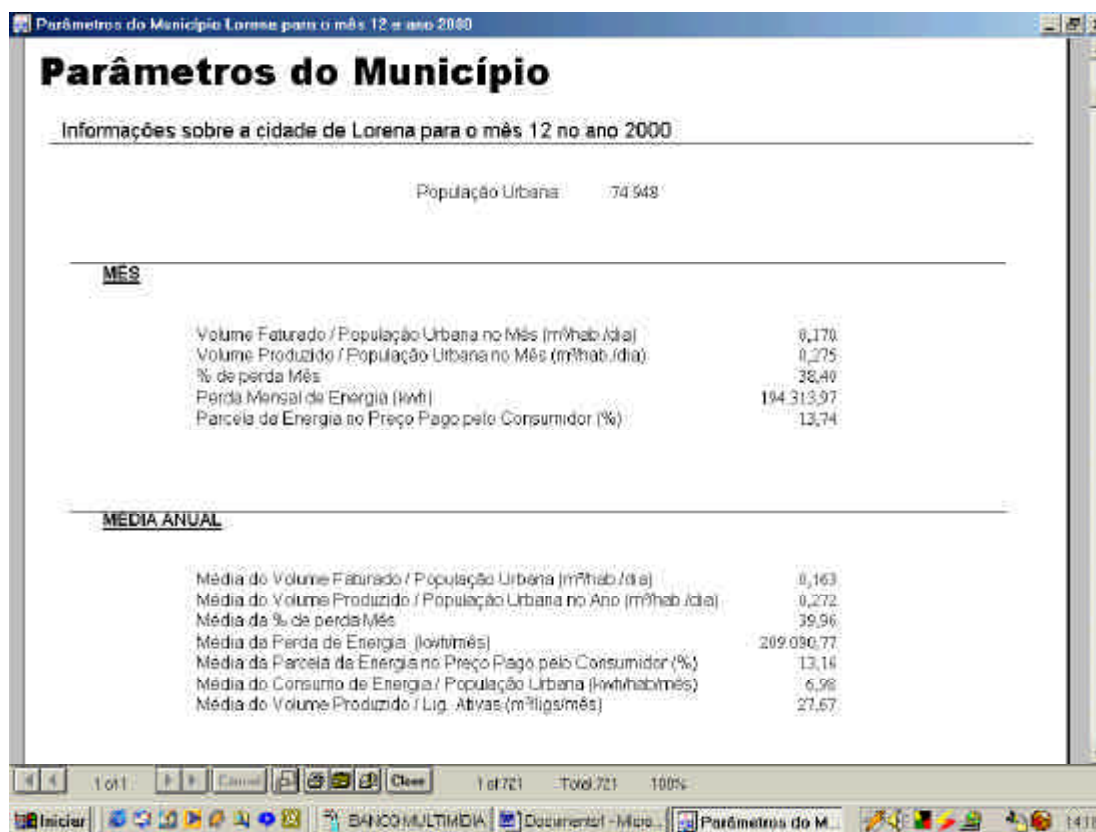 Parâmetros do Município Lorena para o mês 12 e ano 2000
Parâmetros do Município
Informações sobre a cidade de Lorena para o mês 12 no ano 2000
População Urbana 74.948
MÊS
Volume Faturado / População Urbana no Mês (m³/hab./dia) 0,170
Volume Produzido / População Urbana no Mês (m³/hab./dia) 0,275
% de perda Mês 38,40
Perda Mensal de Energia (kwh) 194.313,97
Parcela da Energia no Preço Pago pelo Consumidor (%) 13,74
MÉDIA ANUAL
Média do Volume Faturado / População Urbana (m³/hab./dia) 0,163
Média do Volume Produzido / População Urbana no Ano (m³/hab./dia) 0,272
Média da % de perda Mês 39,96
Média da Perda de Energia (kwh/mês) 209.090,77
Média da Parcela da Energia no Preço Pago pelo Consumidor (%) 13,16
Média do Consumo de Energia / População Urbana (kwh/hab/mês) 6,98
Média do Volume Produzido / Lig. Ativas (m³/ligs/mês) 27,67
1 of 1 Cancel Close 1 of 721 Total:721 100%
Iniciar BANCO MULTIMIDIA Documento1 - Micro... Parâmetros do M...